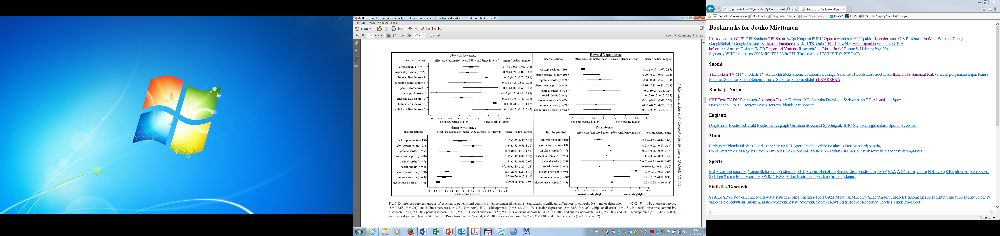 Miettunen and Raevuori A meta-analysis of temperament in axis I psychiatric disorders 2012.pdf - Adobe Acrobat Pro
File Edit View Window Help
Create
157 (6 of 18) 153%
Tools Comment Share
Novelty Seeking
disorder (studies) effect size (estimated mean, 95% confidence interval) mean (median; range)
schizophrenia (n = 13) -0.16 (-0.07; -0.94, 0.42)
major depression (n = 22) -0.20 (-0.24; -0.82, 0.60)
bipolar disorder (n = 9) 0.15 (0.15; -0.74, 0.91)
obsessive-comp. d. (n = 8) -0.30 (-0.42; -0.66, -0.06)
panic disorder (n = 7) 0.03 (-0.07; -0.66, 0.19)
social phobia (n = 4) -0.87 (-0.55; -1.81, -0.15)
anorexia nervosa (n = 9) -0.32 (-0.36; -0.74, -0.05)
bulimia nervosa (n = 9) 0.33 (0.41; -0.22, 1.02)
alcohol use disorder (n = 5) 0.16 (0.22; -0.13, 0.47)
-1.0 -0.8 -0.6 -0.4 -0.2 0 0.2 0.4 0.6
controls scoring higher cases scoring higher
Reward Dependence
disorder (studies) effect size (estimated mean, 95% confidence interval) mean (median; range)
schizophrenia (n = 10) -0.36 (-0.37; -0.69, 0.15)
major depression (n = 19) -0.20 (-0.21; -0.91, 0.34)
bipolar disorder (n = 7) -0.08 (0.00; -0.40, 0.33)
obsessive-comp. d. (n = 5) -0.16 (-0.11; -0.43, 0.34)
panic disorder (n = 3) 0.01 (0.01; -0.31, 0.07)
social phobia (n = 2) 0.12 (0.12; 0.12, 0.13)
anorexia nervosa (n = 7) -0.24 (-0.46; -0.60, 0.36)
bulimia nervosa (n = 7) -0.15 (-0.27; -0.77, 0.78)
alcohol use disorder (n = 6) -0.14 (-0.29; -0.36, 0.30)
-0.6 -0.4 -0.2 0 0.2 0.4 0.6 0.8
controls scoring higher cases scoring higher
Harm Avoidance
disorder (studies) effect size (estimated mean, 95% confidence interval) mean (median, range)
schizophrenia (n = 13) 1.15 (1.01; 0.53, 2.34)
major depression (n = 23) 1.64 (1.52; 0.51, 3.50)
bipolar disorder (n = 9) 0.71 (0.84; 0.12, 1.54)
obsessive-comp. d. (n = 8) 1.55 (1.38; 0.89, 2.37)
panic disorder (n = 7) 1.54 (1.55; 0.91, 2.07)
social phobia (n = 4) 2.66 (2.40; 1.20, 4.23)
anorexia nervosa (n = 9) 0.63 (0.78; 0.48, 1.30)
bulimia nervosa (n = 9) 0.55 (0.59; 0.22, 1.54)
alcohol use disorder (n = 6) 0.29 (0.16; 0.00, 0.95)
0 0.2 0.4 0.6 0.8 1.0 1.2 1.4 1.6 1.8 2.0 2.2 2.4 2.6 2.8
cases scoring higher
Persistence
disorder (studies) effect size (estimated mean, 95% confidence interval) mean (median; range)
schizophrenia (n = 10) -0.23 (-0.25; -0.44, 0.05)
major depression (n = 19) -0.08 (-0.02; -0.87, 0.34)
bipolar disorder (n = 7) -0.03 (-0.06; -0.55, 0.46)
obsessive-comp. d. (n = 5) -0.11 (-0.06, -0.70, 0.43)
panic disorder (n = 3) 0.02 (-0.23; -0.39, 0.63)
social phobia (n = 2) -0.30 (0.32; -0.64, -0.32)
anorexia nervosa (n = 9) 0.49 (0.43; 0.31, 0.86)
bulimia nervosa (n = 8) 0.21 (0.07; -0.01, 0.90)
alcohol use disorder (n = 5) -0.03 (0.04; -0.20, 0.11)
-0.8 -0.6 -0.4 -0.2 0 0.2 0.4 0.6 0.8
controls scoring higher cases scoring higher
J. Miettunen, A. Raevuori / Comprehensive Psychiatry 53 (2012) 152–166
Fig. 1. Differences between groups of psychiatric patients and controls in temperament dimensions. Statistically significant differences to controls: NS—major depression (t = −2.03, P = .04), anorexia nervosa
(t = −2.68, P = .01), and bulimia nervosa (t = 2.83, P = .005); HA—schizophrenia (t = 8.48, P < .001), major depression (t = 8.83, P < .001), bipolar disorder (t = 3.81, P <.001), obsessive-compulsive
disorder (t = 7.28, P < .001), panic disorder (t = 7.78, P < .001), social phobia (t = 3.53, P < .001), anorexia nervosa (t = 4.97, P < .001), and bulimia nervosa (t = 4.15, P < .001); and RD—schizophrenia (t = −7.42, P < .001)
and major depression (t = −2.54, P = .01); P—schizophrenia (t = 6.34, P < .001), anorexia nervosa (t = 7.70, P < .001, and bulimia nervosa (t = 2.27, P = .02).
FI 8:07
26.4.2016
\\lipasto\kotidir02$\jamiettu\My Documents\t
Bookmarks for Jouko Miett...
Yle TV2 TV Areena yle Bookmarks Suggested Sites Web Slice Gallery UniOGS ECAS ECSR Step by Step ERC Europe...
Bookmarks for Jouko Miettunen
Kotisivu admin OPES OPES/admin OPES/mail SzEpi Netposti PURU Optima webtimmi VPN pakki filesender laturi CIS ProQuest PubMed Webster Google
GoogleScholar GoogleAnalytics Sadetutka Facebook NLM LTK Oulu NELLI PsycNet Verkkopankki veikkaus OULA
kohortti66 Amazon Poimuri IMDB Fingerpori Youtube ResearchGate LinkedIn SchForum SchLibrary PsykYhd
Saguenay WHO/databases OY MRC THL Kela TTL Tilastokeskus HY TaY TuY ISY ReTki
Suomi
YLE Teksti-TV MTV3 Teksti-TV Aamulehti Etelä-Suomen Sanomat Helsingin Sanomat Hufvudstadsbladet Ilkka Iltalehti Ilta-Sanomat Kaleva Keskipohjanmaa Lapin Kansa
Pohjolan Sanomat Savon Sanomat Turun Sanomat Sanomalehdet YLE/AREENA
Ruotsi ja Norja
SVT Text-TV DN Expressen Göteborgs-Posten Kuriren NSD Svenska Dagbladet Sydsvenskan HD Aftonbladet Sportal
Dagbladet VG NRK Bergensavisen BergensTidende Aftenposten
Englanti
DailyMirror ElectronicHerald ElectronicTelegraph Guardian Soccernet SportingLife BBC Sun EveningStandard Sportal Scotsman
Muut
BerlingskeTidende DieWelt SuddeutcheZeitung RTLSport EestiPaevaleht Postimees Der Standard(Austria)
CNNInteractive LosAngelesTimes NewYorkTimes MontrealGazette USAToday KIOSKEN MusicJournals YahooMusicMagazines
Sports
FIS Eurosport sport.no NorgesSkiforbund Friidrett.no SUL SuomenHiihtoliitto SvenskIdrott Friidrott.se IAAF EAA ATP-tennis golf.se NHL.com KHL elitserien Swehockey
SM-liiga Simma ForzaMotor.se SWIMNEWS AktuellMotorsport viddi.no biathlon skating
Statistics/Research
STATA SPSS Power/Lenth t-testi www.statistics.com FisherExactTest GAM Mplus SEM/Kenny SEM/Rigdon SEMNET taxometrics Reliability&Validity ReliabilityCenter P-
value-calc/distributions SuomenTilastos SuomenBiostats SuomenEpidemiol RoyalStats Hopper/Recovery Genetics Tutkielma/ohjeet
145%